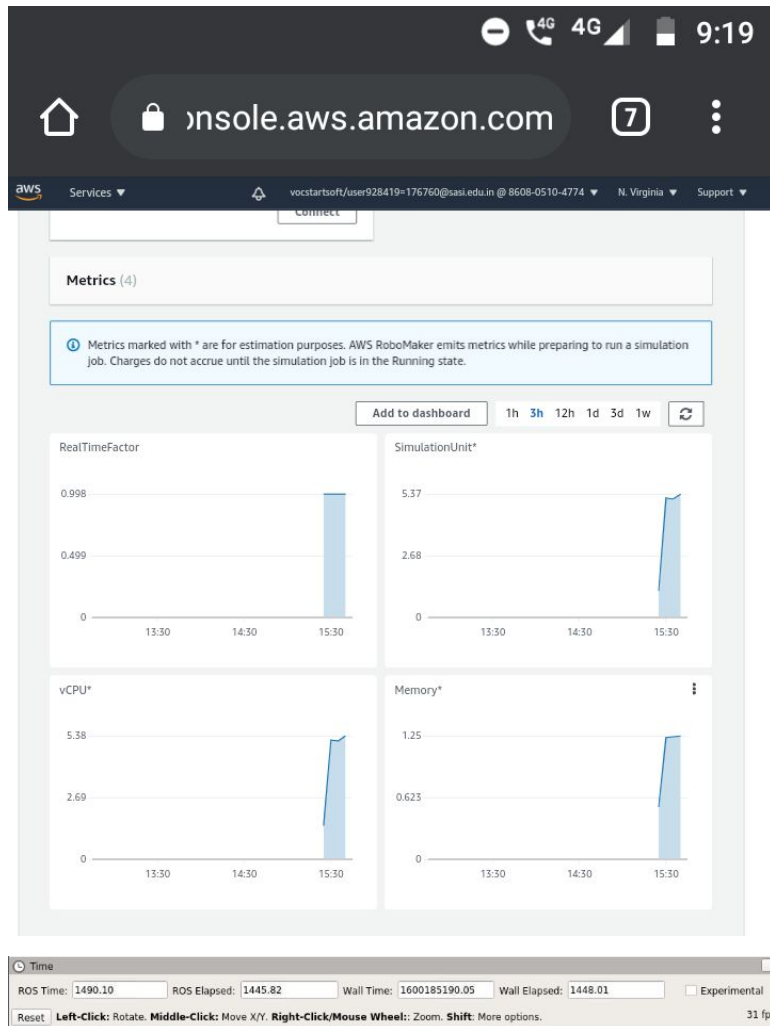 4G 4G 9:19
onsole.aws.amazon.com 7
aws Services ▼ vocstartsoft/user928419=176760@sasi.edu.in @ 8608-0510-4774 ▼ N. Virginia ▼ Support ▼
Connect
Metrics (4)
Metrics marked with * are for estimation purposes. AWS RoboMaker emits metrics while preparing to run a simulation
job. Charges do not accrue until the simulation job is in the Running state.
Add to dashboard 1h 3h 12h 1d 3d 1w
RealTimeFactor
0.998
0.499
0
13:30 14:30 15:30
SimulationUnit*
5.37
2.68
0
13:30 14:30 15:30
vCPU*
5.38
2.69
0
13:30 14:30 15:30
Memory*
1.25
0.623
0
13:30 14:30 15:30
Time
ROS Time: 1490.10 ROS Elapsed: 1445.82 Wall Time: 1600185190.05 Wall Elapsed: 1448.01 Experimental
Reset Left-Click: Rotate. Middle-Click: Move X/Y. Right-Click/Mouse Wheel:: Zoom. Shift: More options. 31 fp